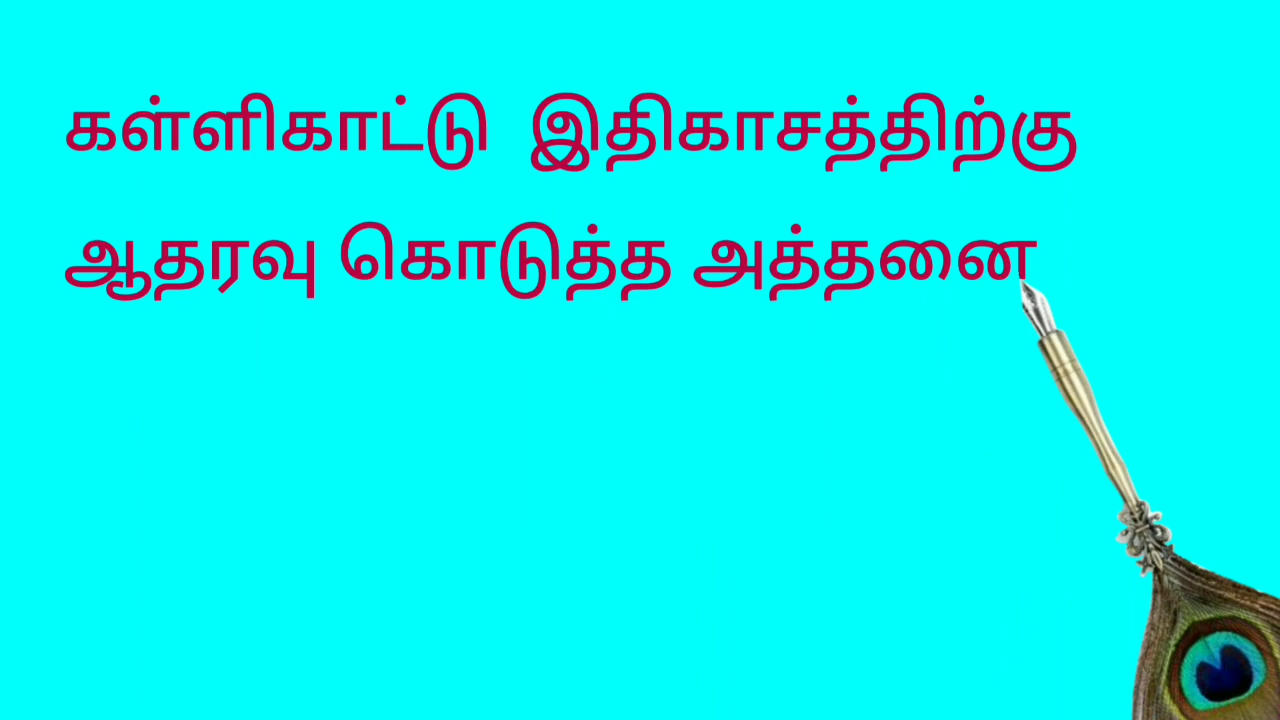 கள்ளிகாட்டு இதிகாசத்திற்கு
ஆதரவு கொடுத்த அத்தனை